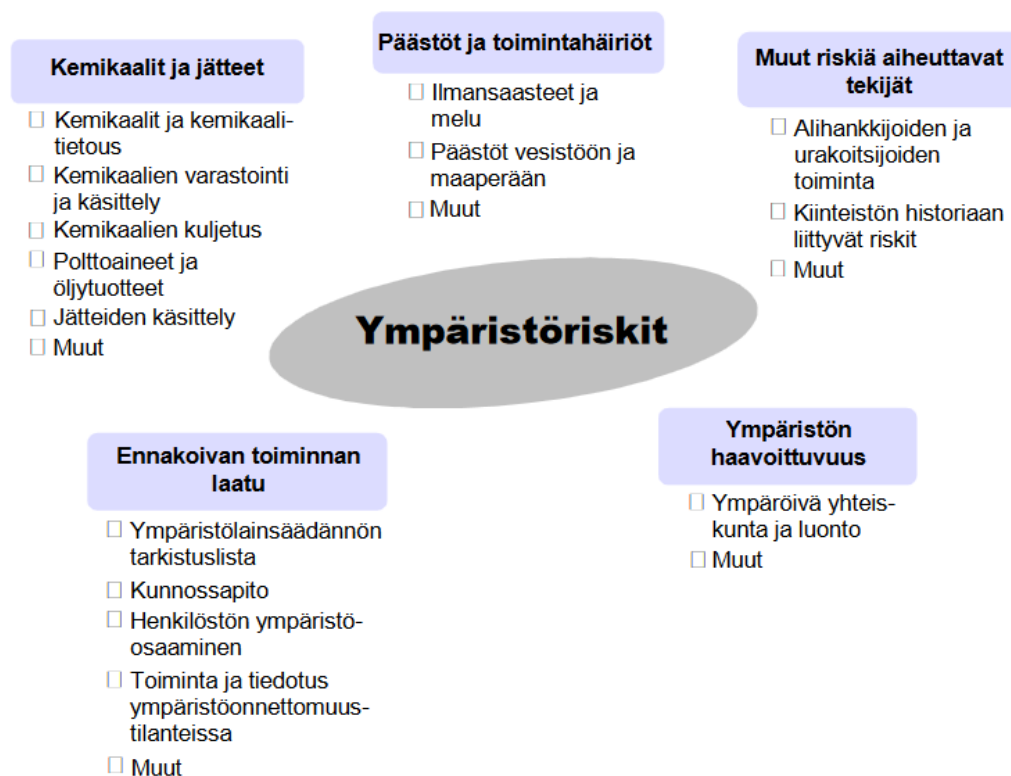 Kemikaalit ja jätteet
☐ Kemikaalit ja kemikaali-
tietous
☐ Kemikaalien varastointi
ja käsittely
☐ Kemikaalien kuljetus
☐ Polttoaineet ja
öljytuotteet
☐ Jätteiden käsittely
☐ Muut
Päästöt ja toimintahäiriöt
☐ Ilmansaasteet ja
melu
☐ Päästöt vesistöön ja
maaperään
☐ Muut
Muut riskiä aiheuttavat
tekijät
☐ Alihankkijoiden ja
urakoitsijoiden
toiminta
☐ Kiinteistön historiaan
liittyvät riskit
☐ Muut
Ympäristöriskit
Ennakoivan toiminnan
laatu
☐ Ympäristölainsäädännön
tarkistuslista
☐ Kunnossapito
☐ Henkilöstön ympäristö-
osaaminen
☐ Toiminta ja tiedotus
ympäristöonnettomuus-
tilanteissa
☐ Muut
Ympäristön
haavoittuvuus
☐ Ympäröivä yhteis-
kunta ja luonto
☐ Muut